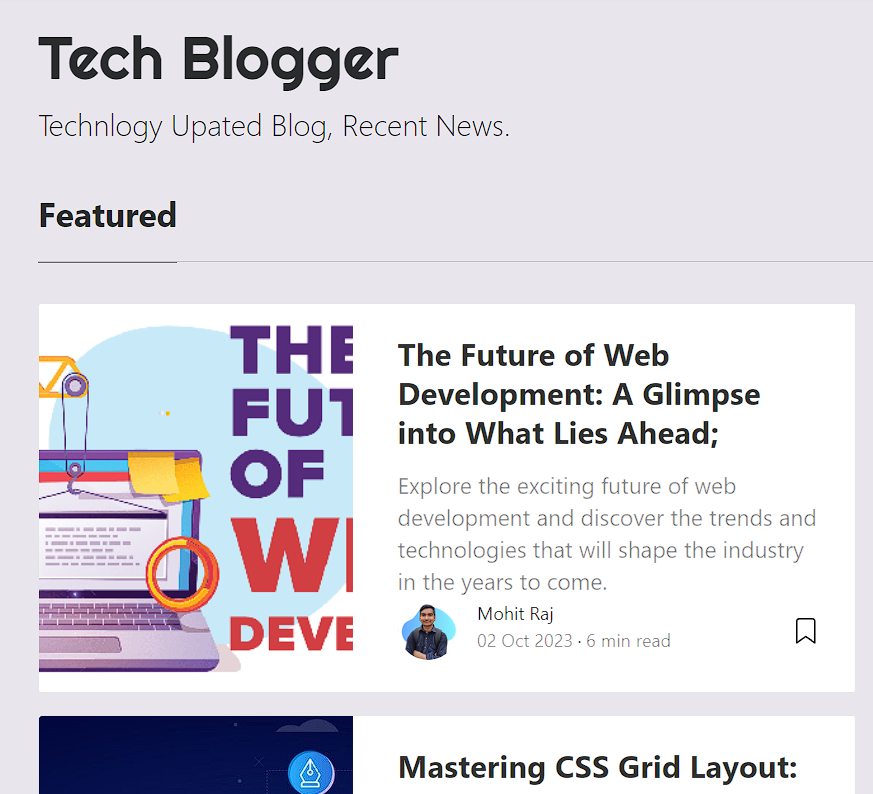 Tech Blogger
Technlogy Upated Blog, Recent News.
Featured
THE
FUT
OF
WE
DEVE
The Future of Web
Development: A Glimpse
into What Lies Ahead;
Explore the exciting future of web
development and discover the trends and
technologies that will shape the industry
in the years to come.
Mohit Raj
02 Oct 2023 · 6 min read
Mastering CSS Grid Layout: